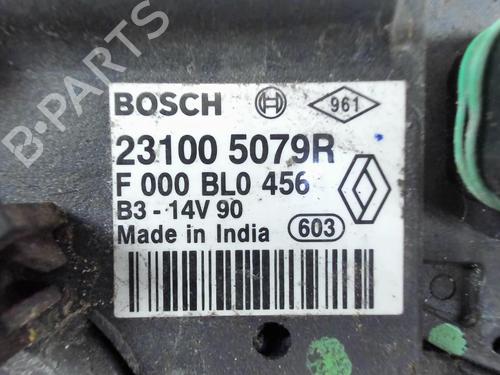 B-PARTS
BOSCH 961
23100 5079R
F 000 BL0 456
B3 - 14V 90
Made in India 603